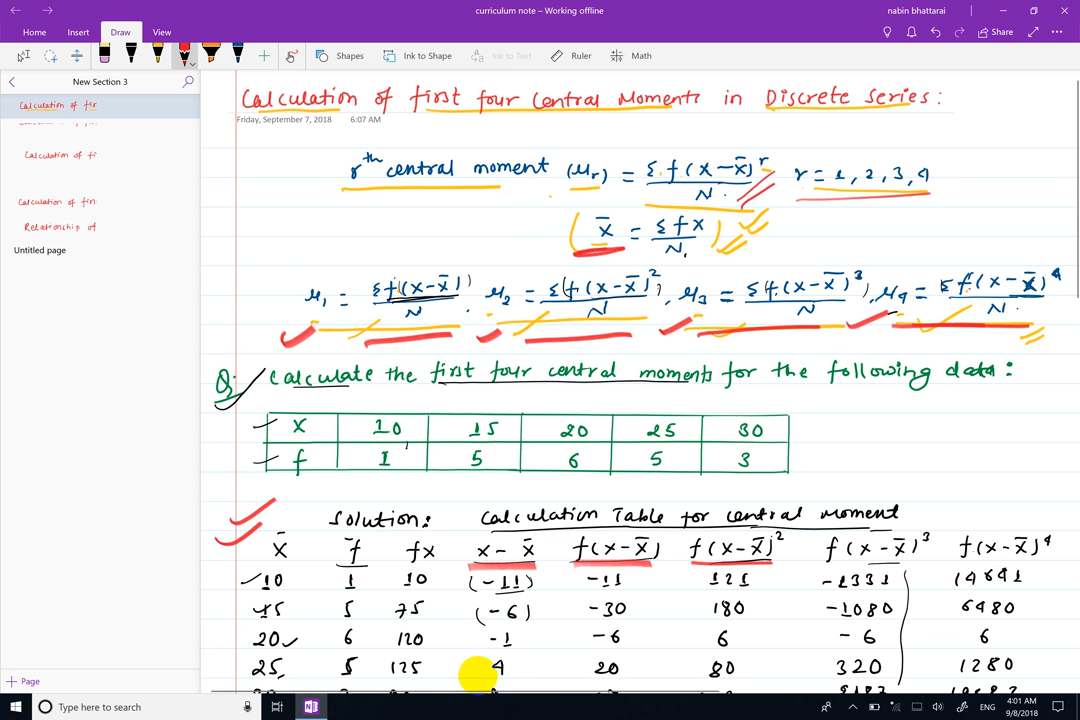 curriculum note – Working offline
nabin bhattarai
Home Insert Draw View
Share
Shapes Ink to Shape Ink to Text Ruler Math
New Section 3
Calculation of fir
Calculation of fi
Calculation of fin
Relationship of
Untitled page
Calculation of first four Central Moments in Discrete Series:
Friday, September 7, 2018 6:07 AM
rth central moment (μr) = Σf(x-x̄)^r / N. r = 1, 2, 3, 4
(x̄ = Σfx / N.)
μ1 = Σf(x-x̄) / N. μ2 = Σ(f(x-x̄)²) / N, μ3 = Σ(f.(x-x̄)³) / N, μ4 = Σf(x-x̄)⁴ / N.
Q. Calculate the first four central moments for the following data:
x 10 15 20 25 30
f 1 5 6 5 3
Solution: Calculation Table for central moment
x f fx x-x̄ f(x-x̄) f(x-x̄)² f(x-x̄)³ f(x-x̄)⁴
10 1 10 (-11) -11 121 -1331 14641
15 5 75 (-6) -30 180 -1080 6480
20 6 120 -1 -6 6 -6 6
25 5 125 4 20 80 320 1280
+ Page
Type here to search
ENG
4:01 AM
9/8/2018